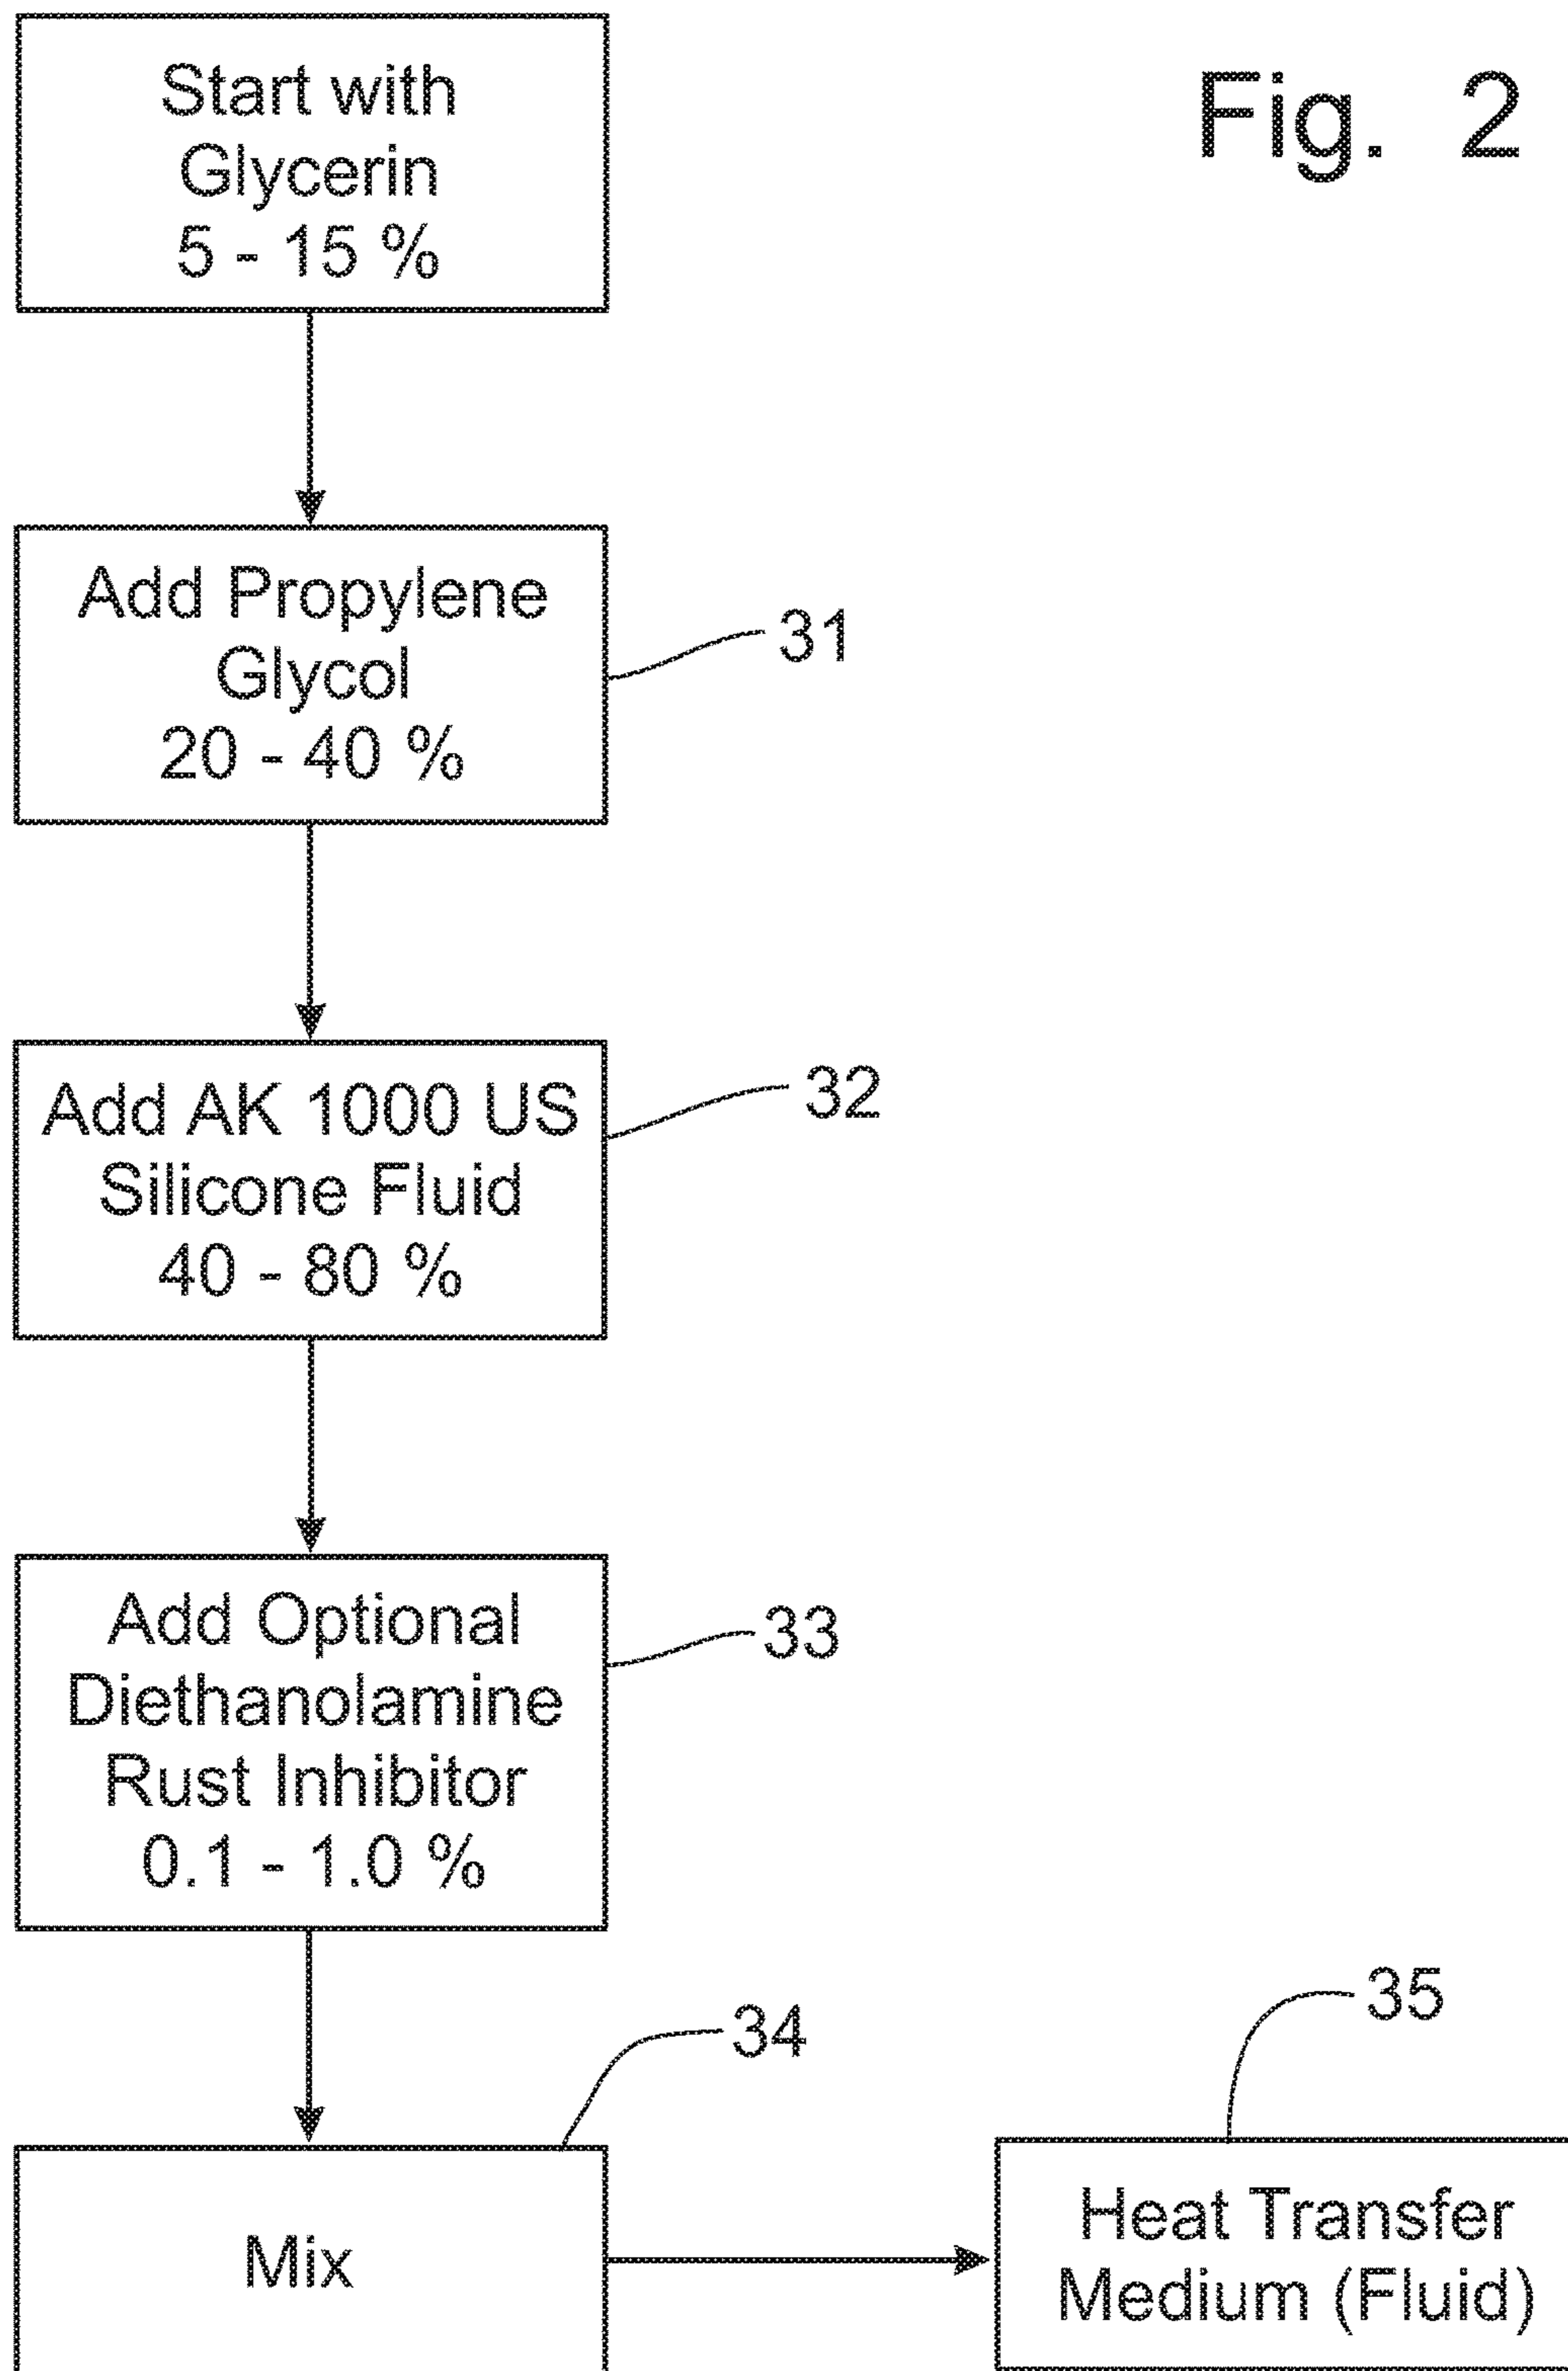 Fig. 2
Start with
Glycerin
5 - 15 %
Add Propylene
Glycol
20 - 40 %
31
Add AK 1000 US
Silicone Fluid
40 - 80 %
32
Add Optional
Diethanolamine
Rust Inhibitor
0.1 - 1.0 %
33
34
Mix
35
Heat Transfer
Medium (Fluid)